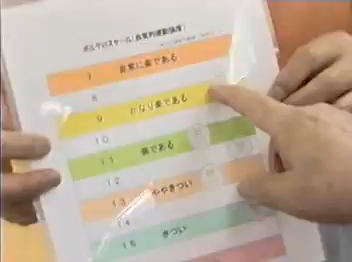 ボルグのスケール(自覚的運動強度)
7 非常に楽である
8
9 かなり楽である
10
11 楽である
12
13 ややきつい
14
15 きつい